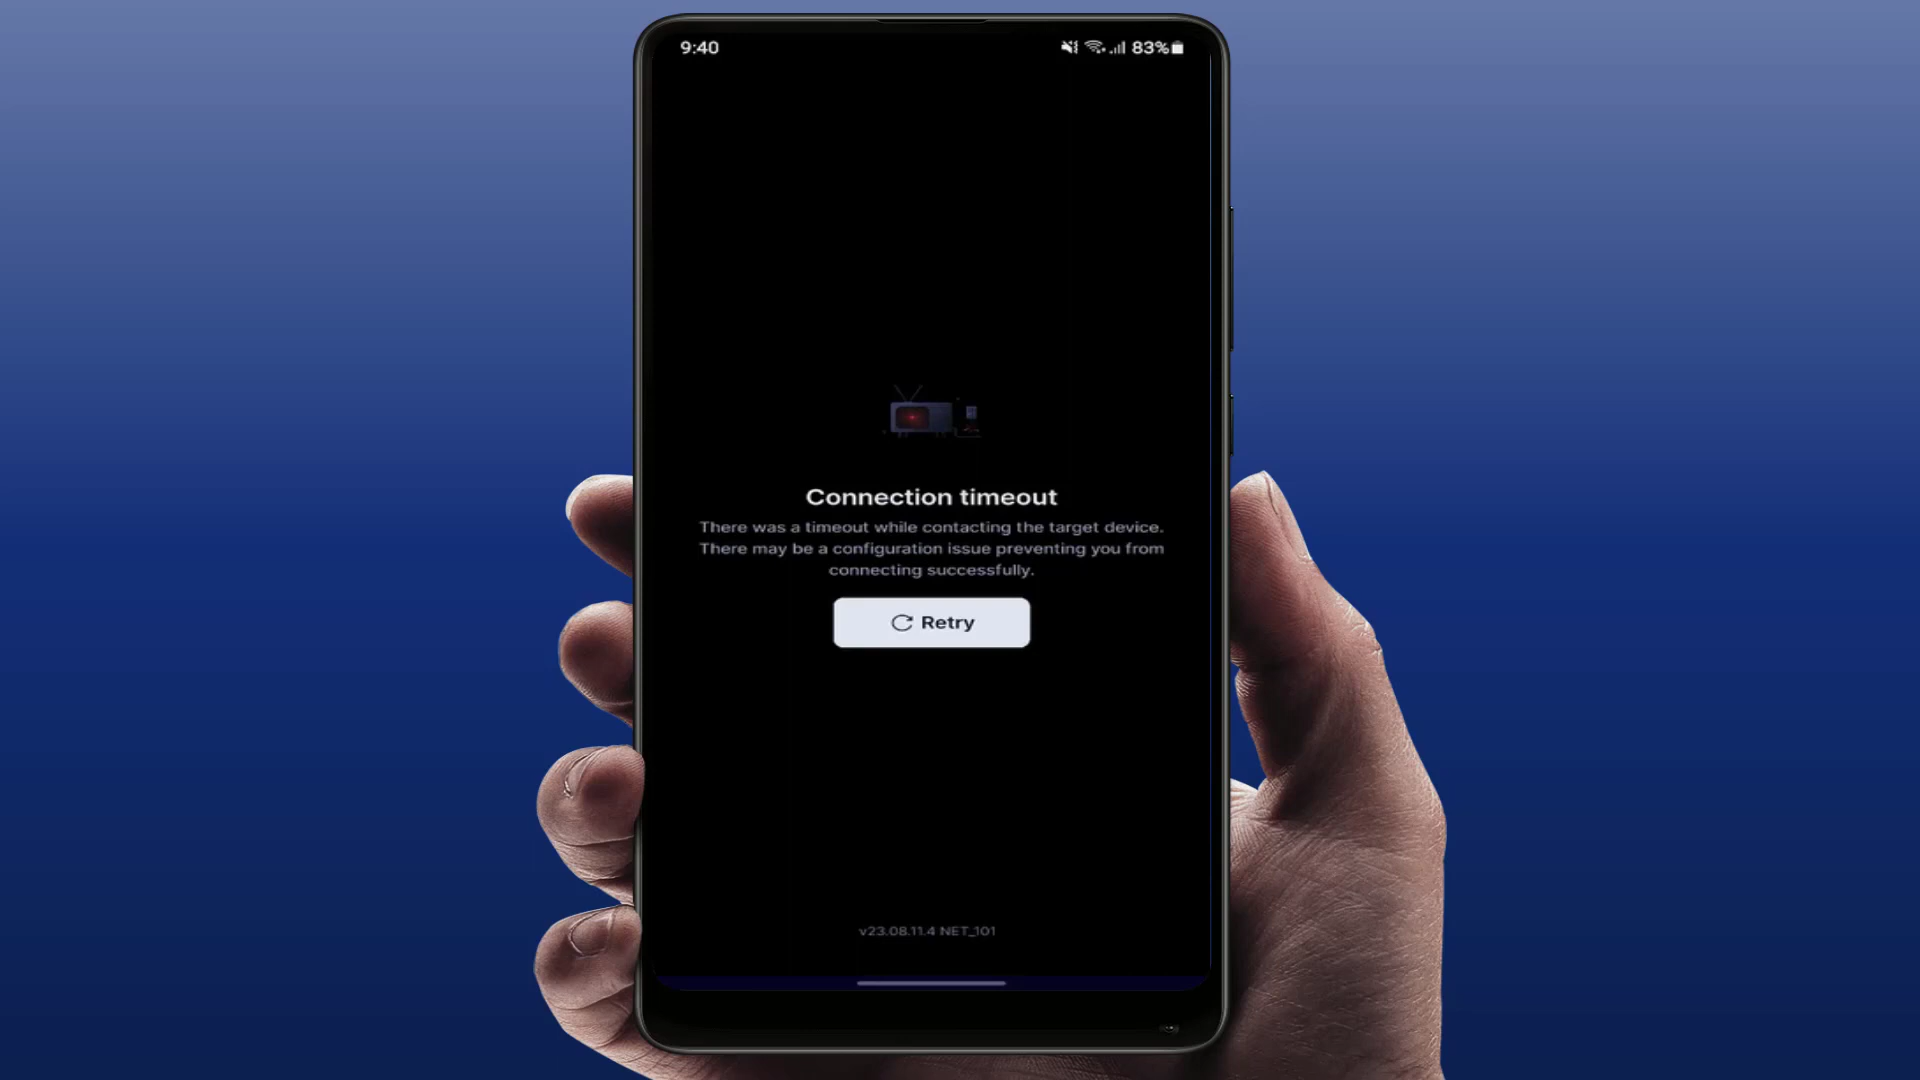 9:40
83%
Connection timeout
There was a timeout while contacting the target device.
There may be a configuration issue preventing you from
connecting successfully.
Retry
v23.08.11.4 NET_101